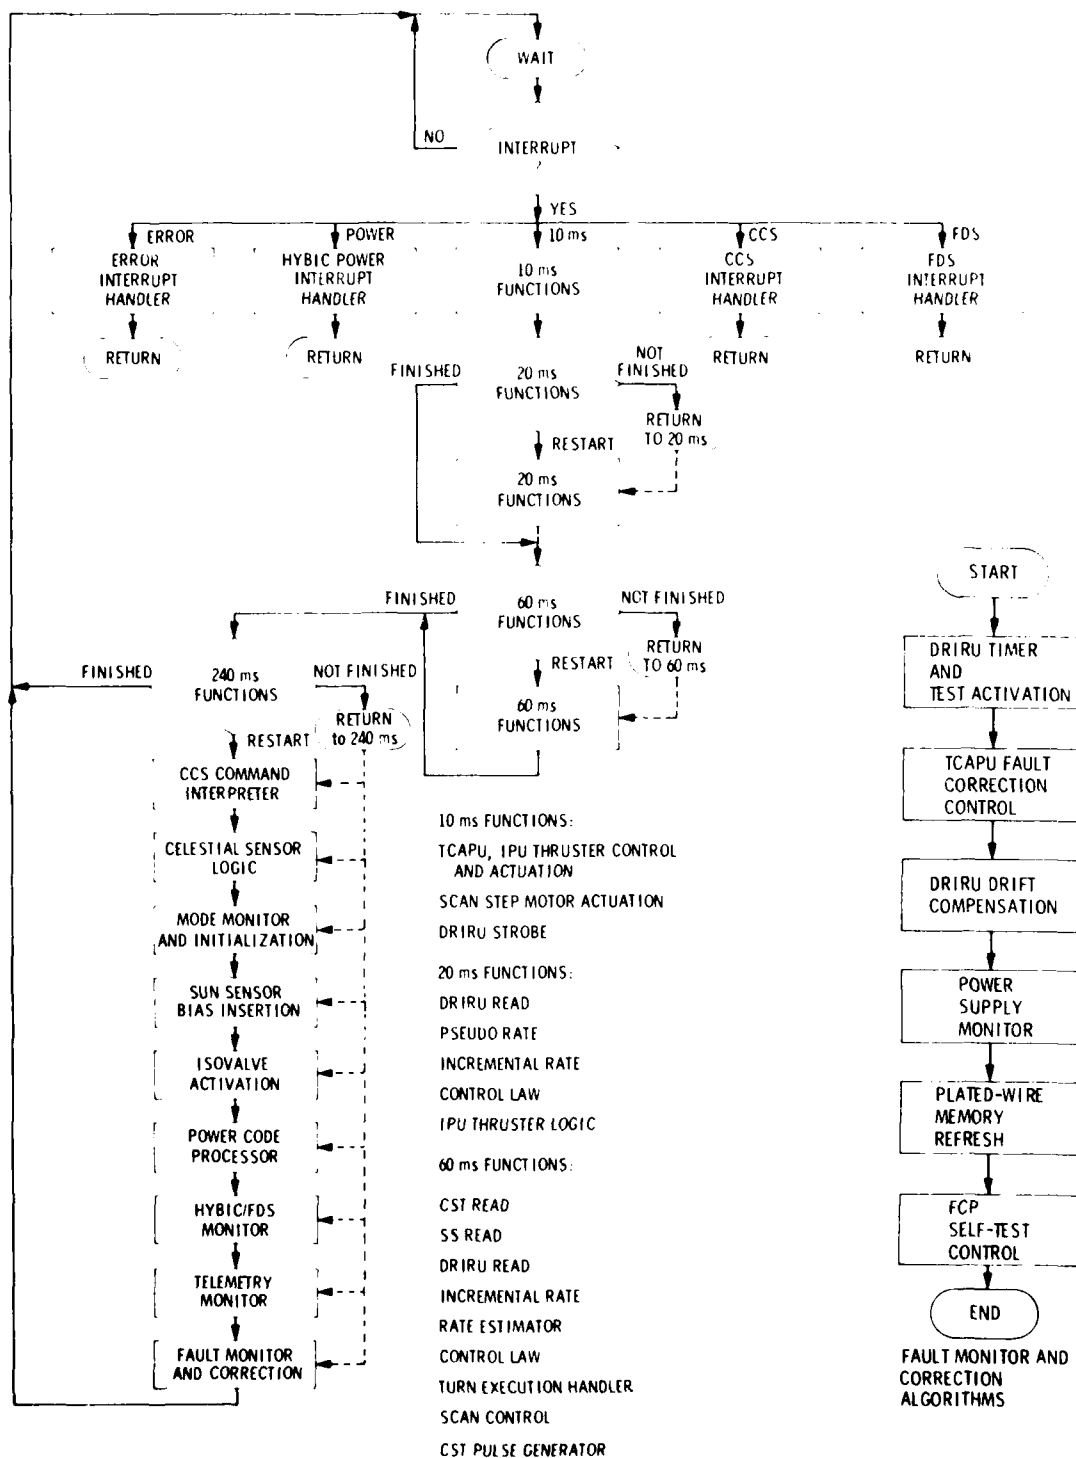 WAIT
NO
INTERRUPT
?
YES
ERROR
POWER
10 ms
CCS
FDS
ERROR
INTERRUPT
HANDLER
HYBIC POWER
INTERRUPT
HANDLER
10 ms
FUNCTIONS
CCS
INTERRUPT
HANDLER
FDS
INTERRUPT
HANDLER
RETURN
RETURN
RETURN
RETURN
FINISHED
20 ms
FUNCTIONS
NOT
FINISHED
RETURN
TO 20 ms
RESTART
20 ms
FUNCTIONS
FINISHED
60 ms
FUNCTIONS
NOT FINISHED
RETURN
TO 60 ms
RESTART
60 ms
FUNCTIONS
FINISHED
240 ms
FUNCTIONS
NOT FINISHED
RETURN
to 240 ms
RESTART
CCS COMMAND
INTERPRETER
CELESTIAL SENSOR
LOGIC
MODE MONITOR
AND INITIALIZATION
SUN SENSOR
BIAS INSERTION
ISOVALVE
ACTIVATION
POWER CODE
PROCESSOR
HYBIC/FDS
MONITOR
TELEMETRY
MONITOR
FAULT MONITOR
AND CORRECTION
10 ms FUNCTIONS:
TCAPU, IPU THRUSTER CONTROL
AND ACTUATION
SCAN STEP MOTOR ACTUATION
DRIRU STROBE
20 ms FUNCTIONS:
DRIRU READ
PSEUDO RATE
INCREMENTAL RATE
CONTROL LAW
IPU THRUSTER LOGIC
60 ms FUNCTIONS:
CST READ
SS READ
DRIRU READ
INCREMENTAL RATE
RATE ESTIMATOR
CONTROL LAW
TURN EXECUTION HANDLER
SCAN CONTROL
CST PULSE GENERATOR
START
DRIRU TIMER
AND
TEST ACTIVATION
TCAPU FAULT
CORRECTION
CONTROL
DRIRU DRIFT
COMPENSATION
POWER
SUPPLY
MONITOR
PLATED-WIRE
MEMORY
REFRESH
FCP
SELF-TEST
CONTROL
END
FAULT MONITOR AND
CORRECTION
ALGORITHMS